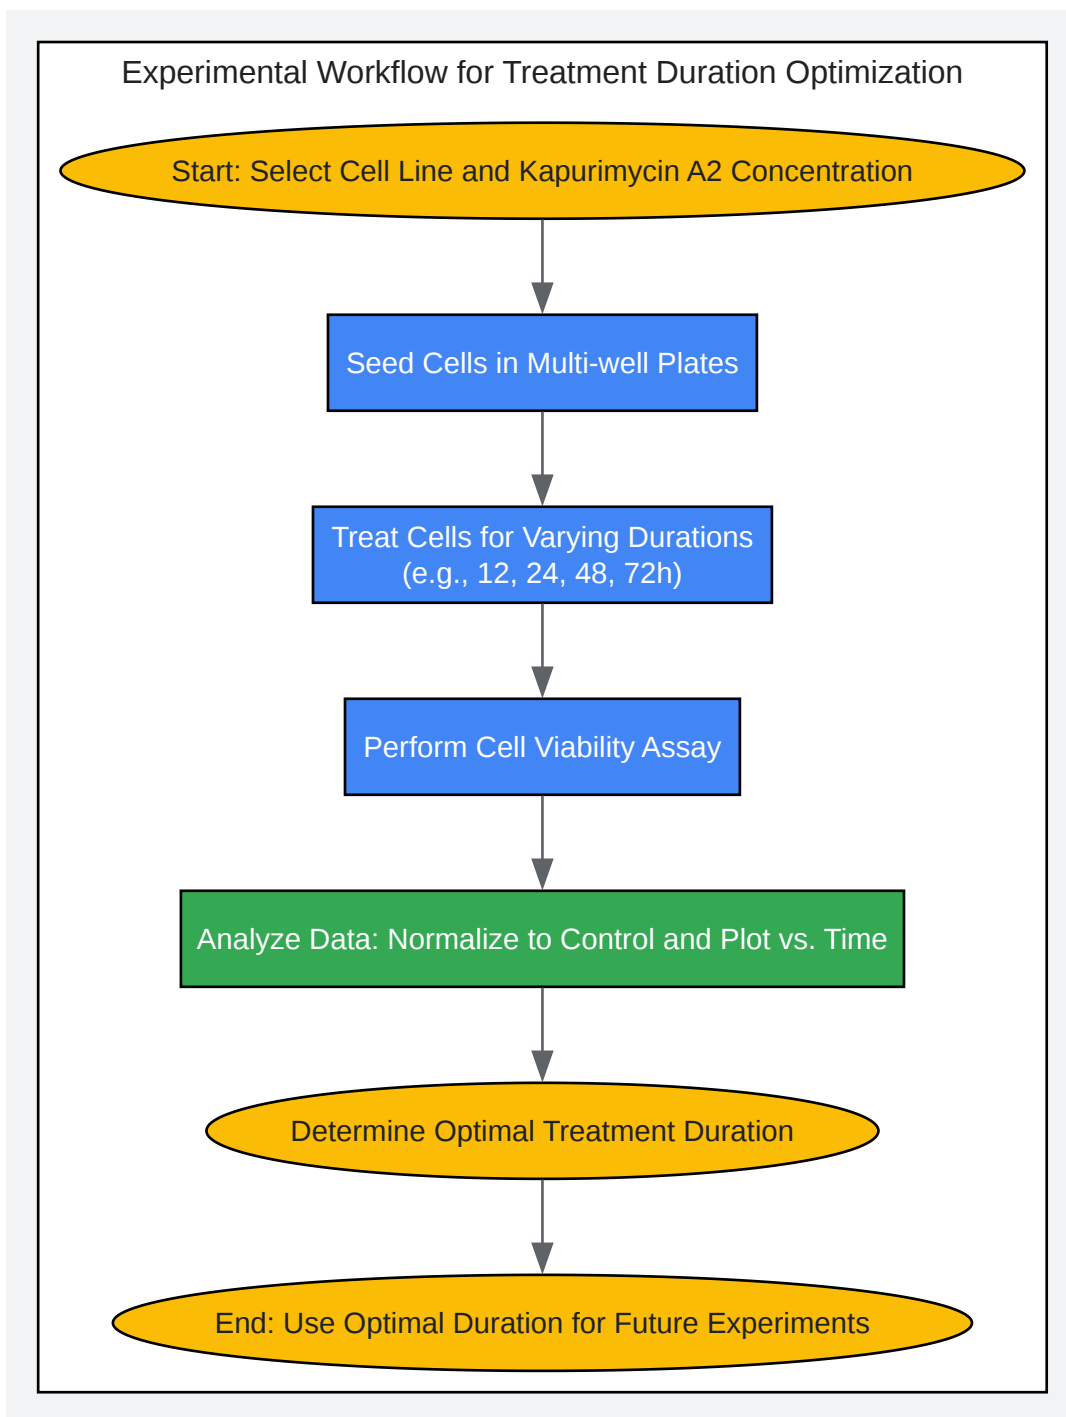 Experimental Workflow for Treatment Duration Optimization
Start: Select Cell Line and Kapurimycin A2 Concentration
Seed Cells in Multi-well Plates
Treat Cells for Varying Durations
(e.g., 12, 24, 48, 72h)
Perform Cell Viability Assay
Analyze Data: Normalize to Control and Plot vs. Time
Determine Optimal Treatment Duration
End: Use Optimal Duration for Future Experiments